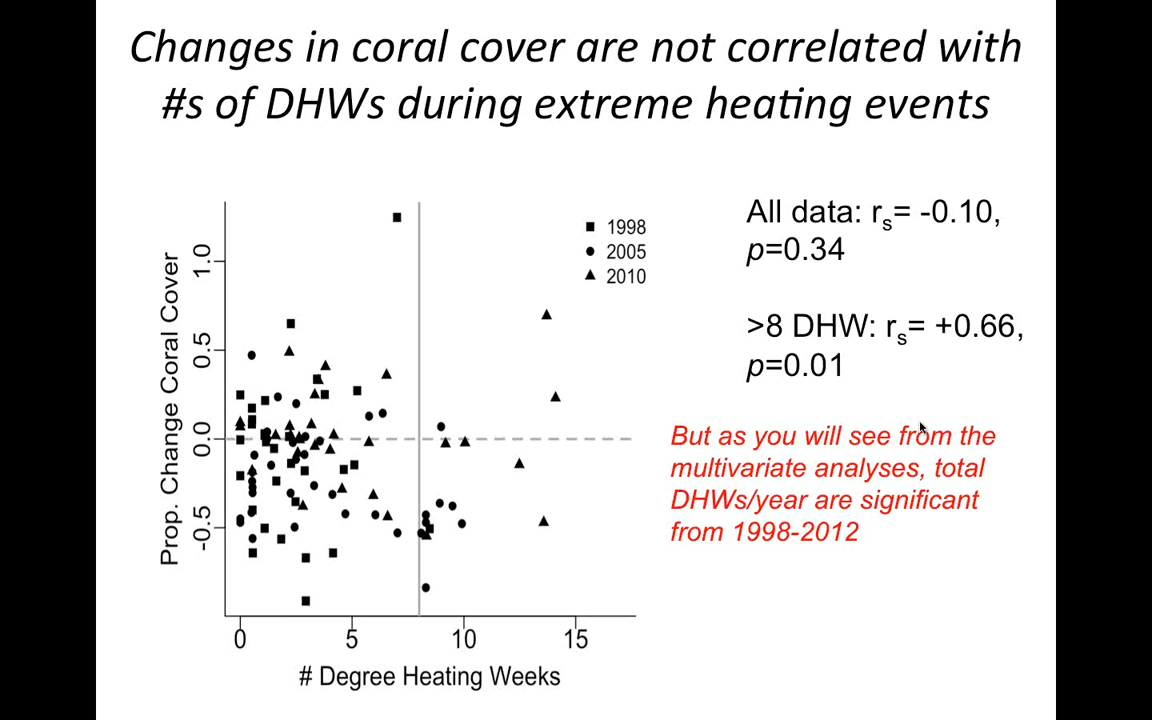 Changes in coral cover are not correlated with
#s of DHWs during extreme heating events
1998
2005
2010
All data: rs= -0.10,
p=0.34
>8 DHW: rs= +0.66,
p=0.01
But as you will see from the
multivariate analyses, total
DHWs/year are significant
from 1998-2012
Prop. Change Coral Cover
1.0
0.5
0.0
-0.5
0 5 10 15
# Degree Heating Weeks